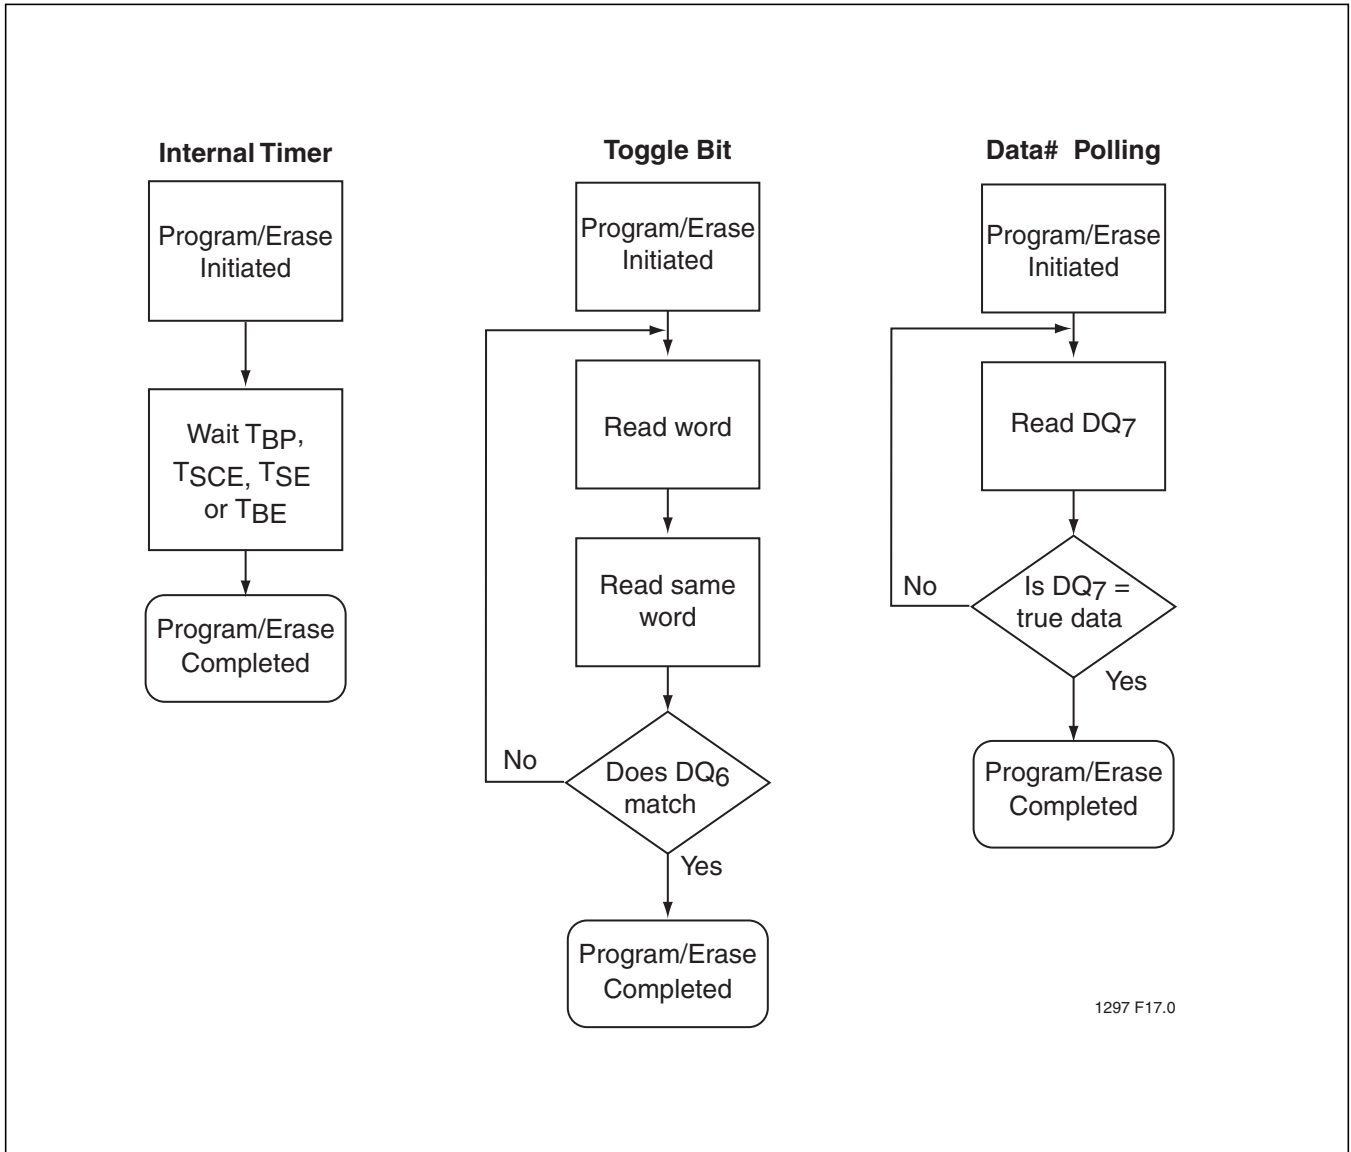 Internal Timer
Program/Erase
Initiated
Wait TBP,
TSCE, TSE
or TBE
Program/Erase
Completed
Toggle Bit
Program/Erase
Initiated
Read word
Read same
word
Does DQ6
match
No
Yes
Program/Erase
Completed
Data# Polling
Program/Erase
Initiated
Read DQ7
Is DQ7 =
true data
No
Yes
Program/Erase
Completed
1297 F17.0